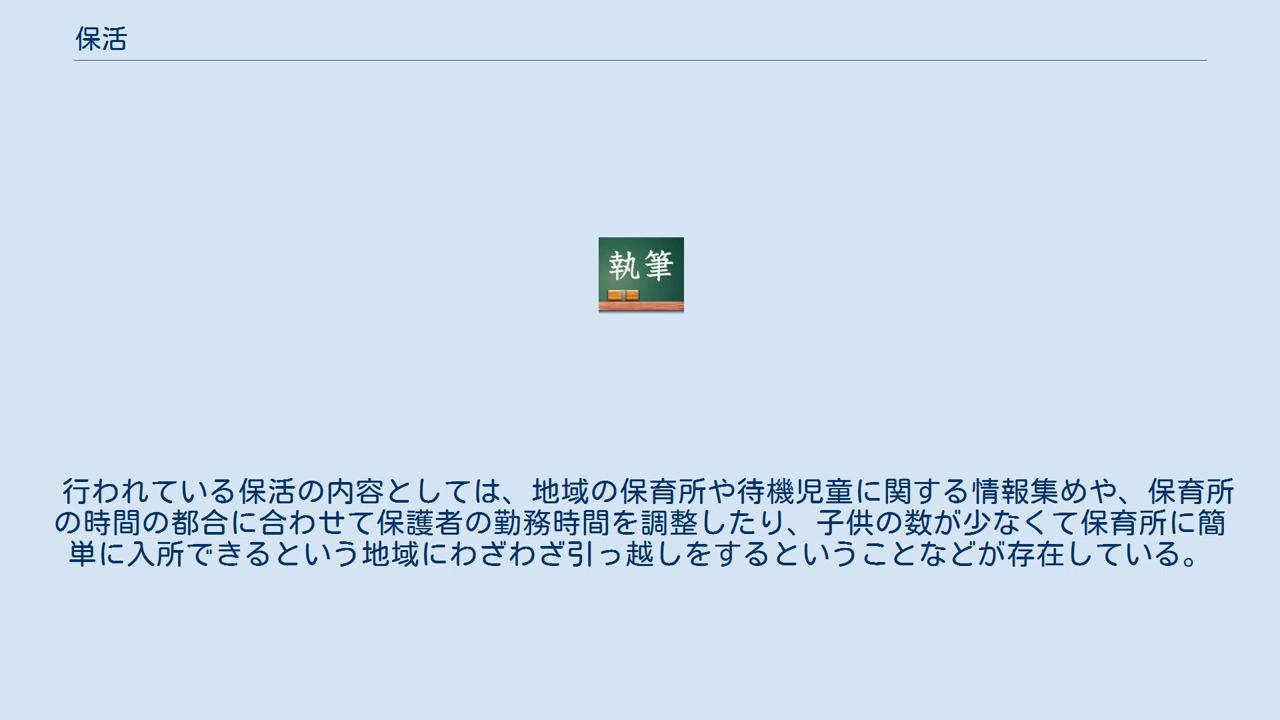 保活
執筆
行われている保活の内容としては、地域の保育所や待機児童に関する情報集めや、保育所
の時間の都合に合わせて保護者の勤務時間を調整したり、子供の数が少なくて保育所に簡
単に入所できるという地域にわざわざ引っ越しをするということなどが存在している。